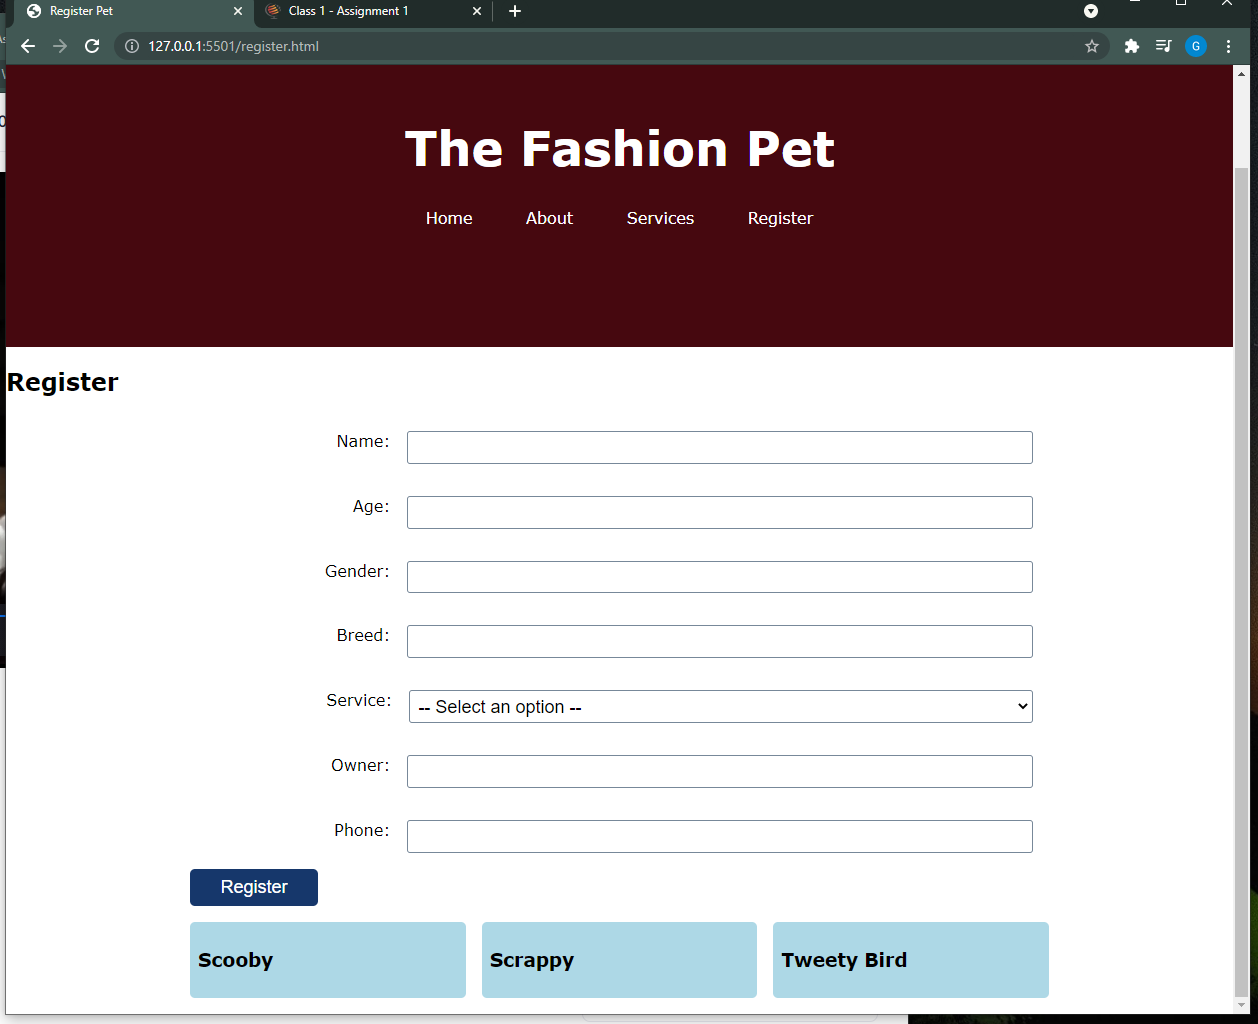 Register Pet
Class 1 - Assignment 1
127.0.0.1:5501/register.html
G
The Fashion Pet
Home About Services Register
Register
Name:
Age:
Gender:
Breed:
Service: -- Select an option --
Owner:
Phone:
Register
Scooby Scrappy Tweety Bird